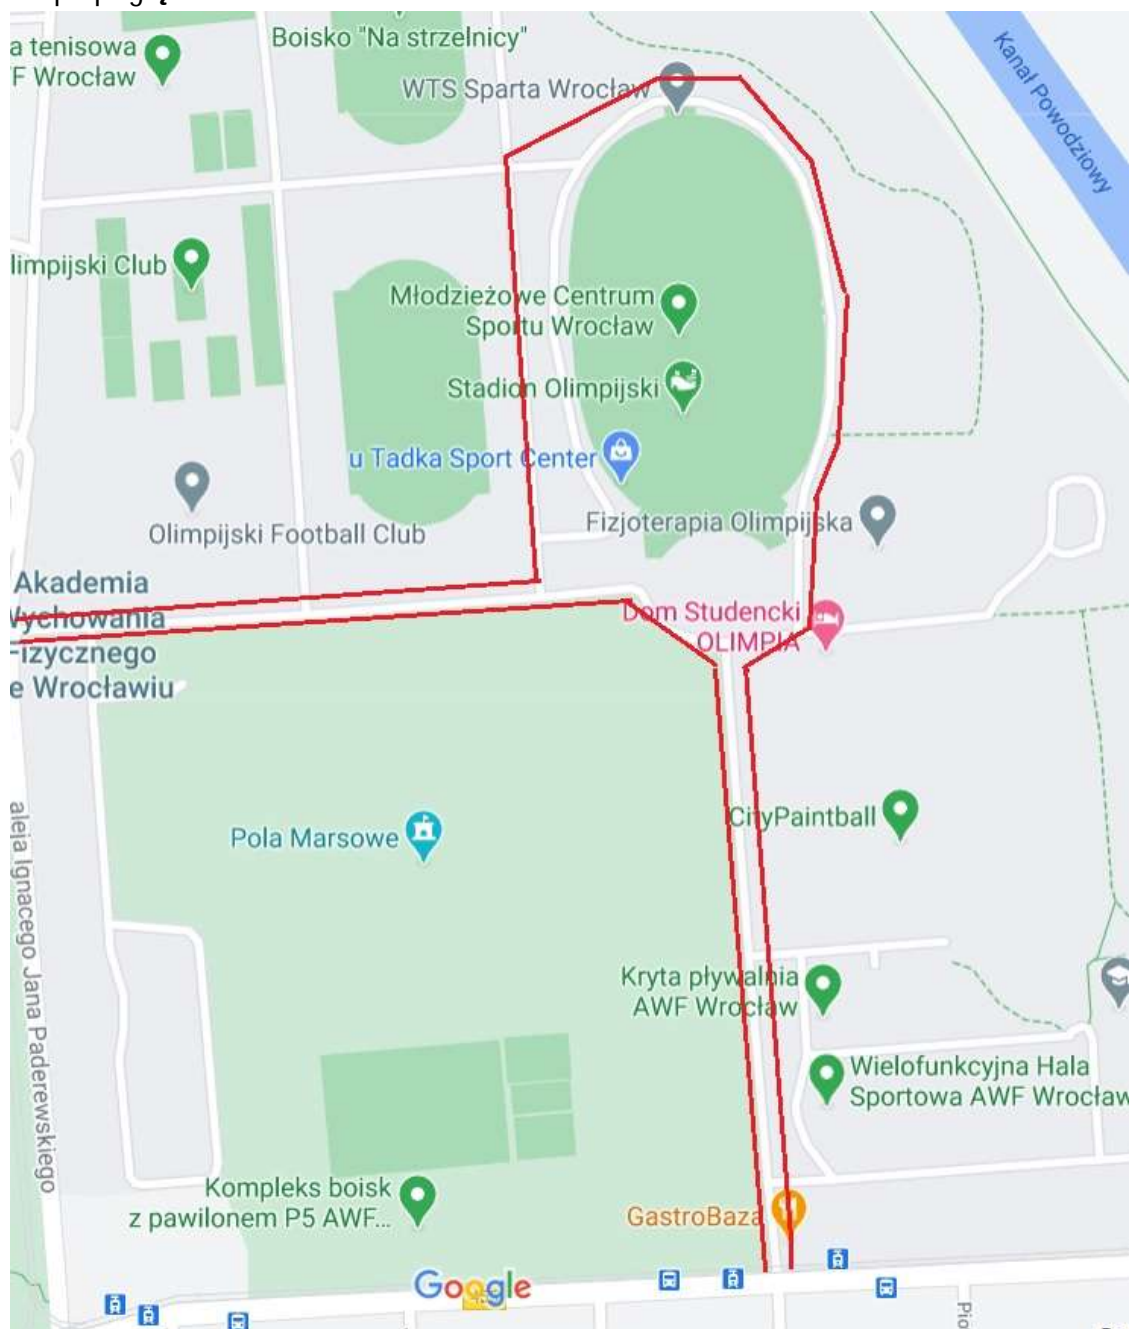 Boisko "Na strzelnicy"
a tenisowa
F Wrocław
WTS Sparta Wrocław
Kanał Powodziowy
limpijski Club
Młodzieżowe Centrum
Sportu Wrocław
Stadion Olimpijski
u Tadka Sport Center
Olimpijski Football Club
Fizjoterapia Olimpijska
Akademia
Wychowania
Fizycznego
e Wrocławiu
Dom Studencki
OLIMPIA
CityPaintball
Pola Marsowe
aleja Ignacego Jana Paderewskiego
Kryta pływalnia
AWF Wrocław
Wielofunkcyjna Hala
Sportowa AWF Wrocław
Kompleks boisk
z pawilonem P5 AWF...
GastroBaza
Google
Pio